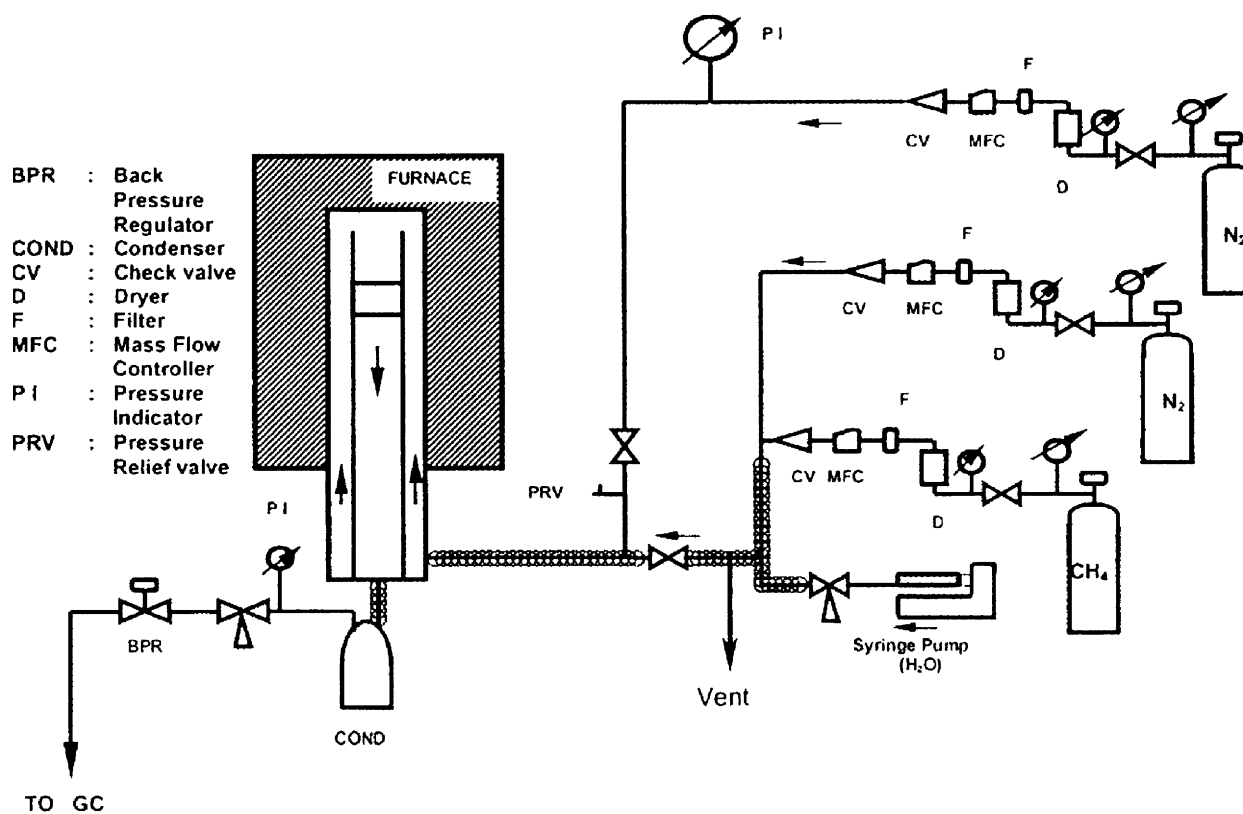 P I
F
CV
MFC
D
N₂
BPR : Back
Pressure
Regulator
COND : Condenser
CV : Check valve
D : Dryer
F : Filter
MFC : Mass Flow
Controller
P I : Pressure
Indicator
PRV : Pressure
Relief valve
FURNACE
F
CV
MFC
D
N₂
F
CV MFC
D
CH₄
PRV
P I
BPR
COND
Vent
Syringe Pump
(H₂O)
TO GC